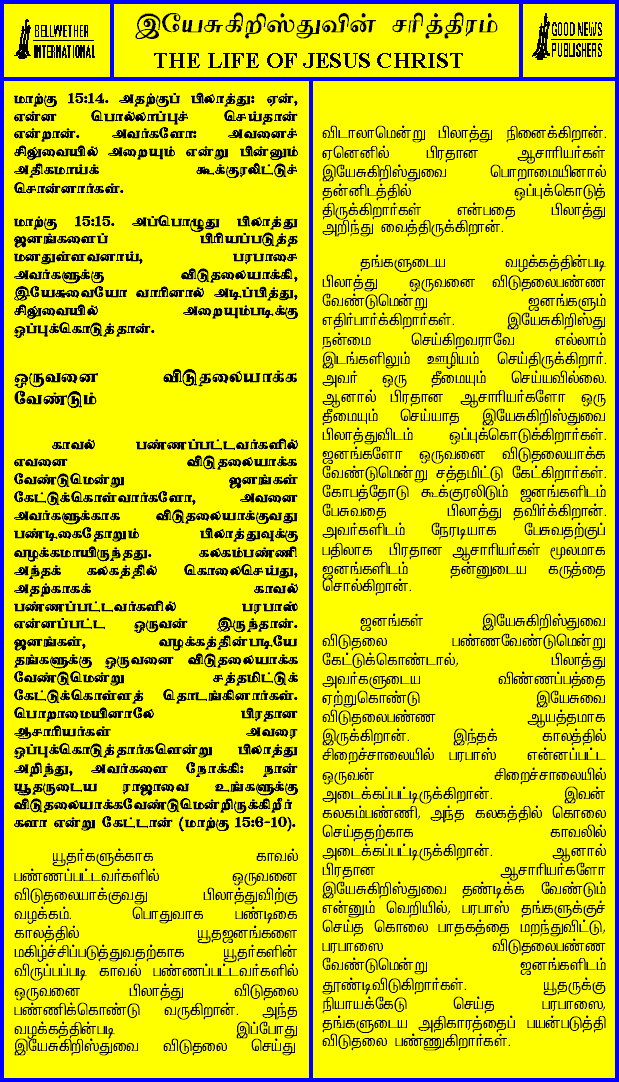 BELLWETHER
INTERNATIONAL
இயேசுகிறிஸ்துவின் சரித்திரம்
THE LIFE OF JESUS CHRIST
GOOD NEWS
PUBLISHERS
மாற்கு 15:14. அதற்குப் பிலாத்து: ஏன்,
என்ன பொல்லாப்புச் செய்தான்
என்றான். அவர்களோ: அவனைச்
சிலுவையில் அறையும் என்று பின்னும்
அதிகமாய்க் கூக்குரலிட்டுச்
சொன்னார்கள்.
மாற்கு 15:15. அப்பொழுது பிலாத்து
ஜனங்களைப் பிரியப்படுத்த
மனதுள்ளவனாய், பரபாசை
அவர்களுக்கு விடுதலையாக்கி,
இயேசுவையோ வாரினால் அடிப்பித்து,
சிலுவையில் அறையும்படிக்கு
ஒப்புக்கொடுத்தான்.
ஒருவனை விடுதலையாக்க
வேண்டும்
காவல் பண்ணப்பட்டவர்களில்
எவனை விடுதலையாக்க
வேண்டுமென்று ஜனங்கள்
கேட்டுக்கொள்வார்களோ, அவனை
அவர்களுக்காக விடுதலையாக்குவது
பண்டிகைதோறும் பிலாத்துவுக்கு
வழக்கமாயிருந்தது. கலகம்பண்ணி
அந்தக் கலகத்தில் கொலைசெய்து,
அதற்காகக் காவல்
பண்ணப்பட்டவர்களில் பரபாஸ்
என்னப்பட்ட ஒருவன் இருந்தான்.
ஜனங்கள், வழக்கத்தின்படியே
தங்களுக்கு ஒருவனை விடுதலையாக்க
வேண்டுமென்று சத்தமிட்டுக்
கேட்டுக்கொள்ளத் தொடங்கினார்கள்.
பொறாமையினாலே பிரதான
ஆசாரியர்கள் அவரை
ஒப்புக்கொடுத்தார்களென்று பிலாத்து
அறிந்து, அவர்களை நோக்கி: நான்
யூதருடைய ராஜாவை உங்களுக்கு
விடுதலையாக்கவேண்டுமென்றிருக்கிறீர்
களா என்று கேட்டான் (மாற்கு 15:6-10).
யூதர்களுக்காக காவல்
பண்ணப்பட்டவர்களில் ஒருவனை
விடுதலையாக்குவது பிலாத்துவிற்கு
வழக்கம். பொதுவாக பண்டிகை
காலத்தில் யூதஜனங்களை
மகிழ்ச்சிப்படுத்துவதற்காக யூதர்களின்
விருப்பப்படி காவல் பண்ணப்பட்டவர்களில்
ஒருவனை பிலாத்து விடுதலை
பண்ணிக்கொண்டு வருகிறான். அந்த
வழக்கத்தின்படி இப்போது
இயேசுகிறிஸ்துவை விடுதலை செய்து
விடாலாமென்று பிலாத்து நினைக்கிறான்.
ஏனெனில் பிரதான ஆசாரியர்கள்
இயேசுகிறிஸ்துவை பொறாமையினால்
தன்னிடத்தில் ஒப்புக்கொடுத்
திருக்கிறார்கள் என்பதை பிலாத்து
அறிந்து வைத்திருக்கிறான்.
தங்களுடைய வழக்கத்தின்படி
பிலாத்து ஒருவனை விடுதலைபண்ண
வேண்டுமென்று ஜனங்களும்
எதிர்பார்க்கிறார்கள். இயேசுகிறிஸ்து
நன்மை செய்கிறவராவே எல்லாம்
இடங்களிலும் ஊழியம் செய்திருக்கிறார்.
அவர் ஒரு தீமையும் செய்யவில்லை.
ஆனால் பிரதான ஆசாரியர்களோ ஒரு
தீமையும் செய்யாத இயேசுகிறிஸ்துவை
பிலாத்துவிடம் ஒப்புக்கொடுக்கிறார்கள்.
ஜனங்களோ ஒருவனை விடுதலையாக்க
வேண்டுமென்று சத்தமிட்டு கேட்கிறார்கள்.
கோபத்தோடு கூக்குரலிடும் ஜனங்களிடம்
பேசுவதை பிலாத்து தவிர்க்கிறான்.
அவர்களிடம் நேரடியாக பேசுவதற்குப்
பதிலாக பிரதான ஆசாரியர்கள் மூலமாக
ஜனங்களிடம் தன்னுடைய கருத்தை
சொல்கிறான்.
ஜனங்கள் இயேசுகிறிஸ்துவை
விடுதலை பண்ணவேண்டுமென்று
கேட்டுக்கொண்டால், பிலாத்து
அவர்களுடைய விண்ணப்பத்தை
ஏற்றுகொண்டு இயேசுவை
விடுதலைபண்ண ஆயத்தமாக
இருக்கிறான். இந்தக் காலத்தில்
சிறைச்சாலையில் பரபாஸ் என்னப்பட்ட
ஒருவன் சிறைச்சாலையில்
அடைக்கப்பட்டிருக்கிறான். இவன்
கலகம்பண்ணி, அந்த கலகத்தில் கொலை
செய்ததற்காக காவலில்
அடைக்கப்பட்டிருக்கிறான். ஆனால்
பிரதான ஆசாரியர்களோ
இயேசுகிறிஸ்துவை தண்டிக்க வேண்டும்
என்னும் வெறியில், பரபாஸ் தங்களுக்குச்
செய்த கொலை பாதகத்தை மறந்துவிட்டு,
பரபாஸை விடுதலைபண்ண
வேண்டுமென்று ஜனங்களிடம்
தூண்டிவிடுகிறார்கள். யூதருக்கு
நியாயக்கேடு செய்த பரபாஸை,
தங்களுடைய அதிகாரத்தைப் பயன்படுத்தி
விடுதலை பண்ணுகிறார்கள்.